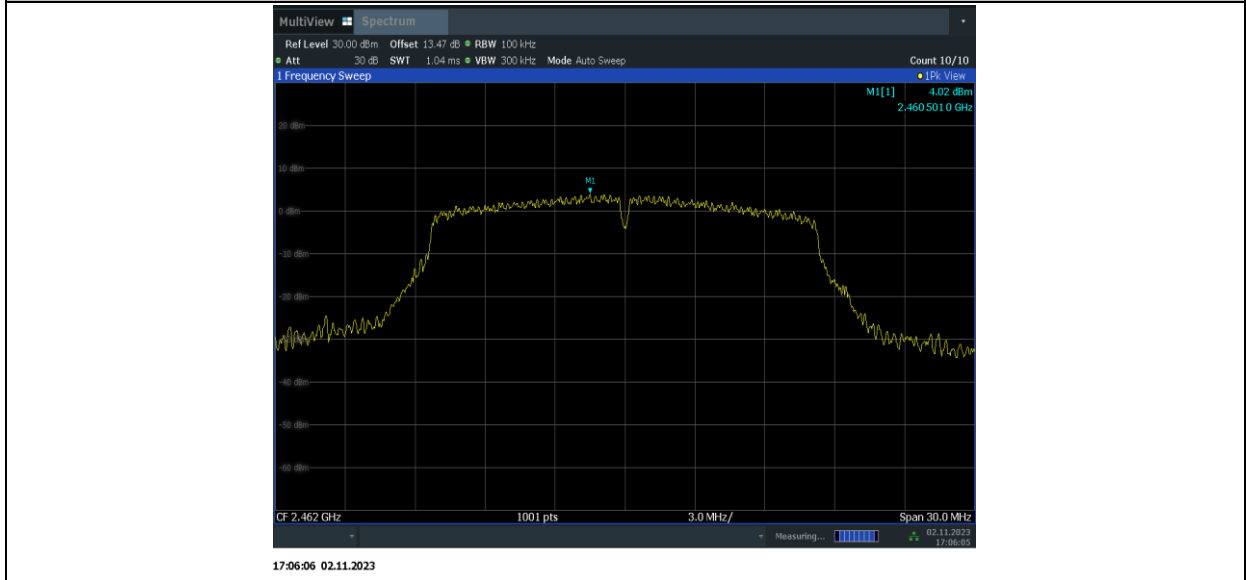 MultiView Spectrum
Ref Level 30.00 dBm Offset 13.47 dB RBW 100 kHz
Att 30 dB SWT 1.04 ms VBW 300 kHz Mode Auto Sweep Count 10/10
1 Frequency Sweep 1Pk View
M1[1] 4.02 dBm
2.460 501 0 GHz
20 dBm
10 dBm
M1
0 dBm
-10 dBm
-20 dBm
-40 dBm
-50 dBm
-60 dBm
CF 2.462 GHz 1001 pts 3.0 MHz/ Span 30.0 MHz
Measuring... 02.11.2023
17:06:05
17:06:06 02.11.2023